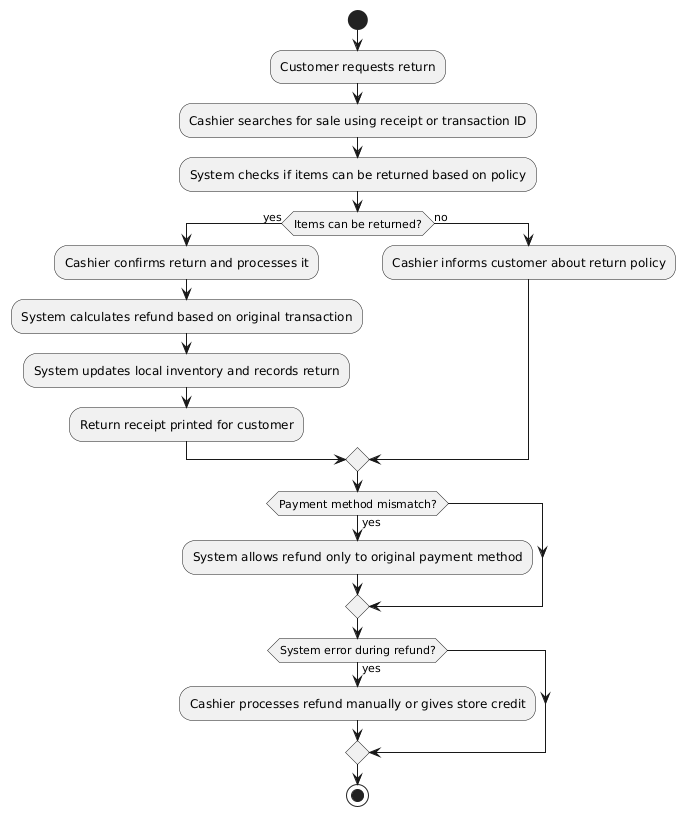 Customer requests return
Cashier searches for sale using receipt or transaction ID
System checks if items can be returned based on policy
yes
Items can be returned?
no
Cashier confirms return and processes it
Cashier informs customer about return policy
System calculates refund based on original transaction
System updates local inventory and records return
Return receipt printed for customer
Payment method mismatch?
yes
System allows refund only to original payment method
System error during refund?
yes
Cashier processes refund manually or gives store credit